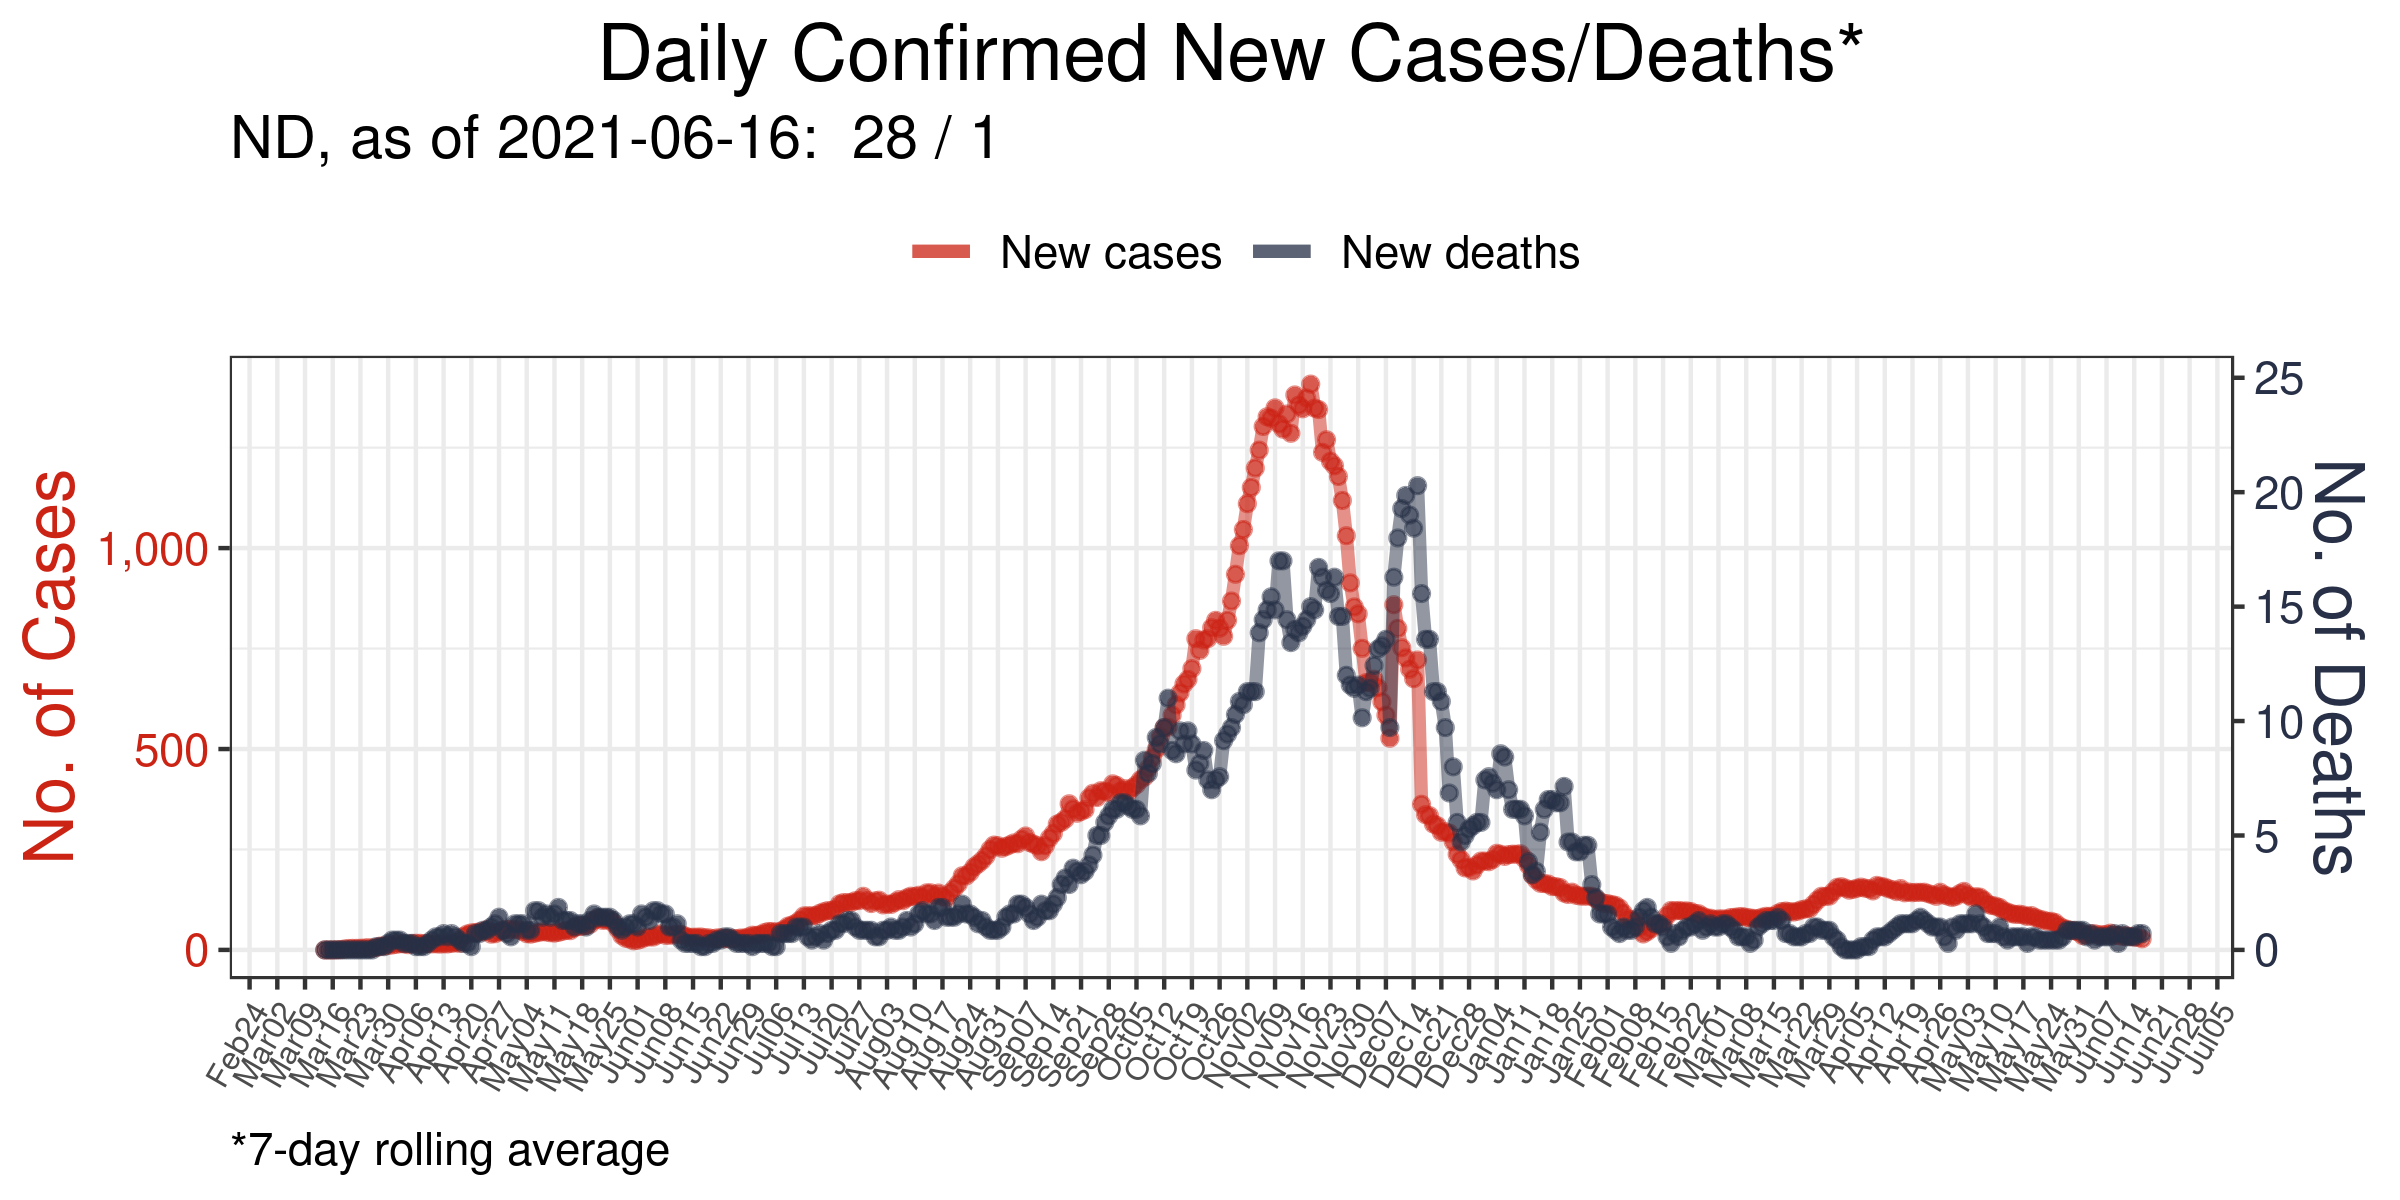 Daily Confirmed New Cases/Deaths*
ND, as of 2021-06-16:  28 / 1
New cases
New deaths
No. of Cases
1,000
500
0
25
20
15
10
5
0
No. of Deaths
Feb24
Mar02
Mar09
Mar16
Mar23
Mar30
Apr06
Apr13
Apr20
Apr27
May04
May11
May18
May25
Jun01
Jun08
Jun15
Jun22
Jun29
Jul06
Jul13
Jul20
Jul27
Aug03
Aug10
Aug17
Aug24
Aug31
Sep07
Sep14
Sep21
Sep28
Oct05
Oct12
Oct19
Oct26
Nov02
Nov09
Nov16
Nov23
Nov30
Dec07
Dec14
Dec21
Dec28
Jan04
Jan11
Jan18
Jan25
Feb01
Feb08
Feb15
Feb22
Mar01
Mar08
Mar15
Mar22
Mar29
Apr05
Apr12
Apr19
Apr26
May03
May10
May17
May24
May31
Jun07
Jun14
Jun21
Jun28
Jul05
*7-day rolling average